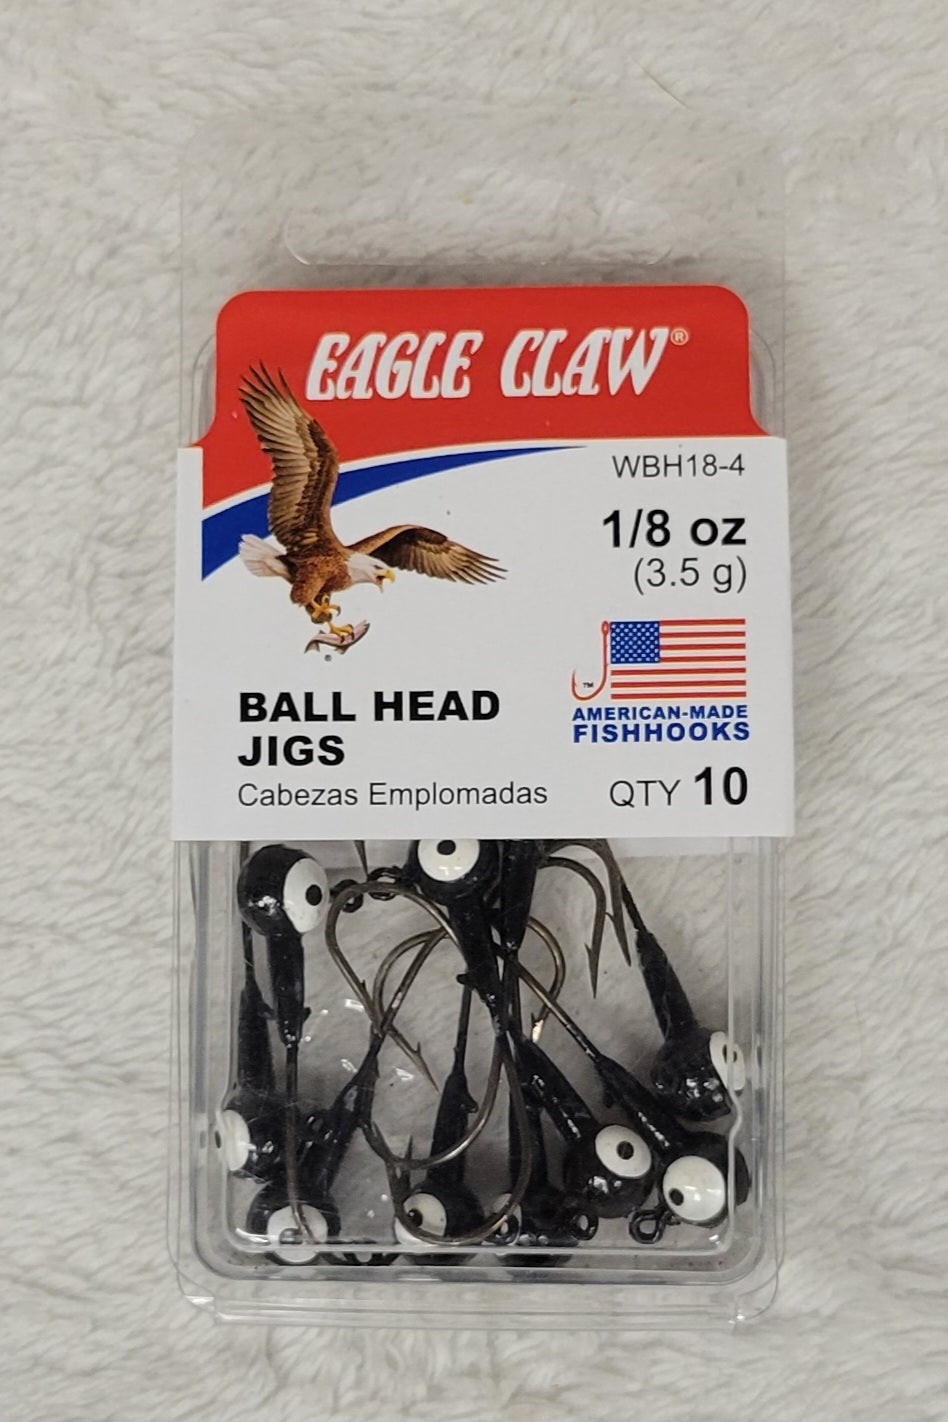 EAGLE CLAW®
WBH18-4
1/8 oz
(3.5 g)
®
TM
BALL HEAD
JIGS
Cabezas Emplomadas
AMERICAN-MADE
FISHHOOKS
QTY 10